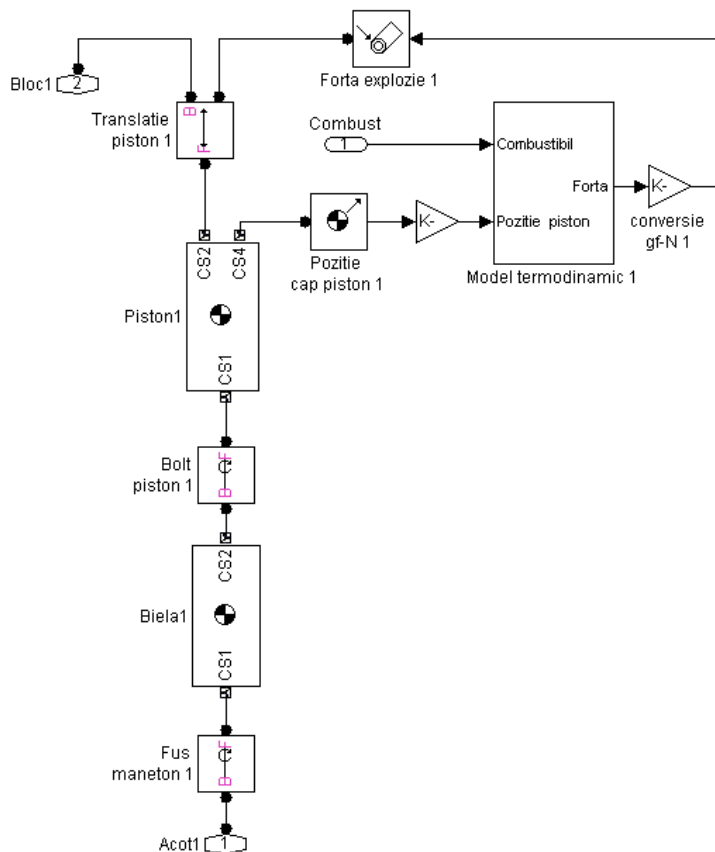 Bloc1
2
Forta explozie 1
Translatie
piston 1
B
F
Combust
1
Combustibil
Forta
Pozitie piston
K-
conversie
gf-N 1
Model termodinamic 1
K-
Pozitie
cap piston 1
CS2
CS4
Piston1
CS1
Bolt
piston 1
F
B
CS2
Biela1
CS1
Fus
maneton 1
F
B
Acot1
1